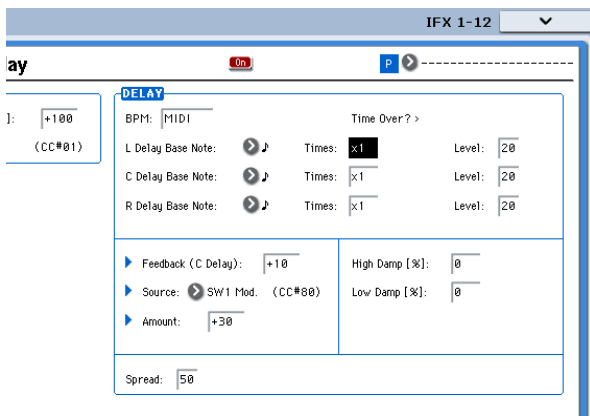 IFX 1-12
ay
On
P
DELAY
]: +100
(CC#01)
BPM: MIDI Time Over? >
L Delay Base Note: ♪ Times: x1 Level: 20
C Delay Base Note: ♪ Times: x1 Level: 20
R Delay Base Note: ♪ Times: x1 Level: 20
Feedback (C Delay): +10
Source: SW1 Mod. (CC#80)
Amount: +30
High Damp [%]: 0
Low Damp [%]: 0
Spread: 50